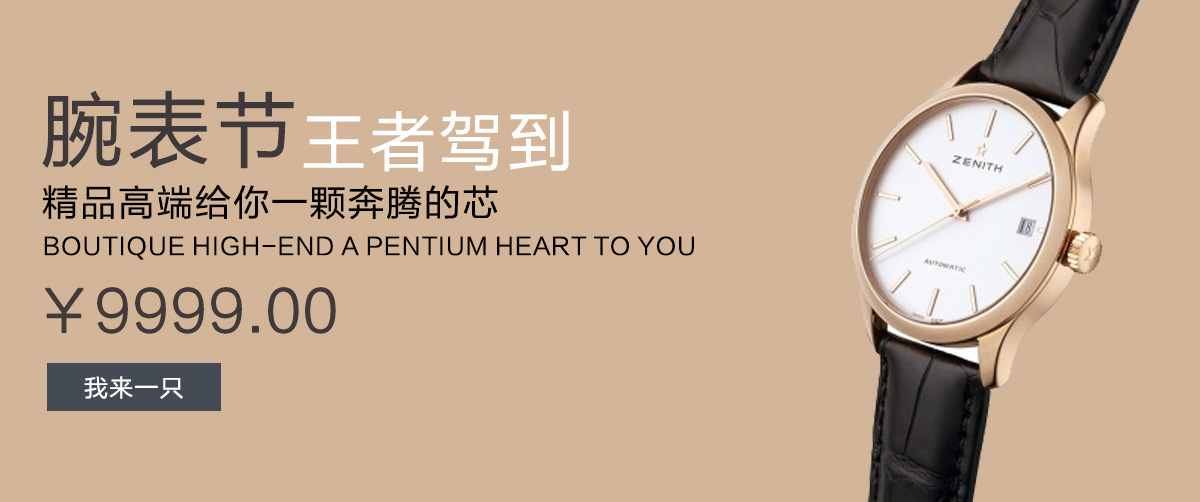 腕表节 王者驾到
精品高端给你一颗奔腾的芯
BOUTIQUE HIGH-END A PENTIUM HEART TO YOU
￥9999.00
我来一只
ZENITH
AUTOMATIC